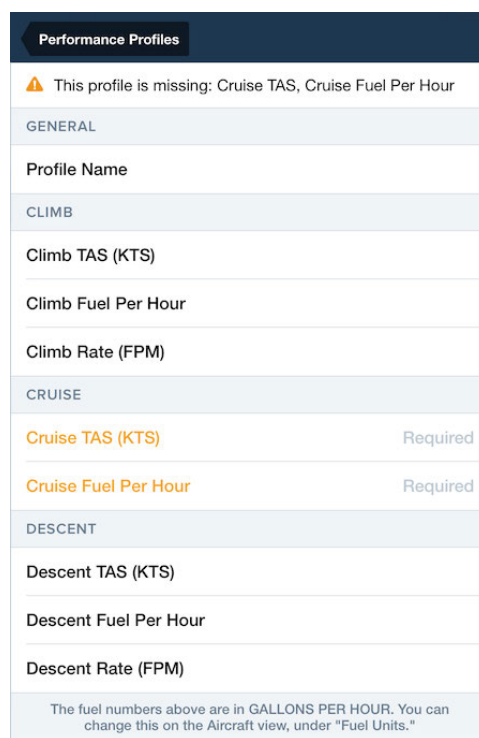 Performance Profiles
This profile is missing: Cruise TAS, Cruise Fuel Per Hour
GENERAL
Profile Name
CLIMB
Climb TAS (KTS)
Climb Fuel Per Hour
Climb Rate (FPM)
CRUISE
Cruise TAS (KTS) Required
Cruise Fuel Per Hour Required
DESCENT
Descent TAS (KTS)
Descent Fuel Per Hour
Descent Rate (FPM)
The fuel numbers above are in GALLONS PER HOUR. You can
change this on the Aircraft view, under "Fuel Units."